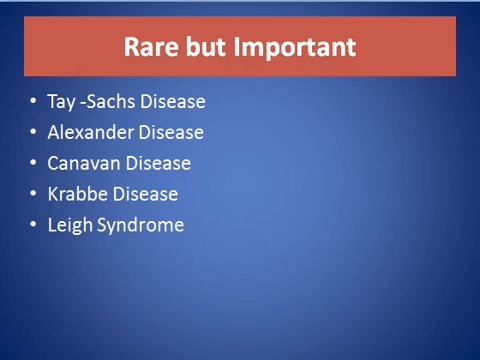 Rare but Important
• Tay -Sachs Disease
• Alexander Disease
• Canavan Disease
• Krabbe Disease
• Leigh Syndrome